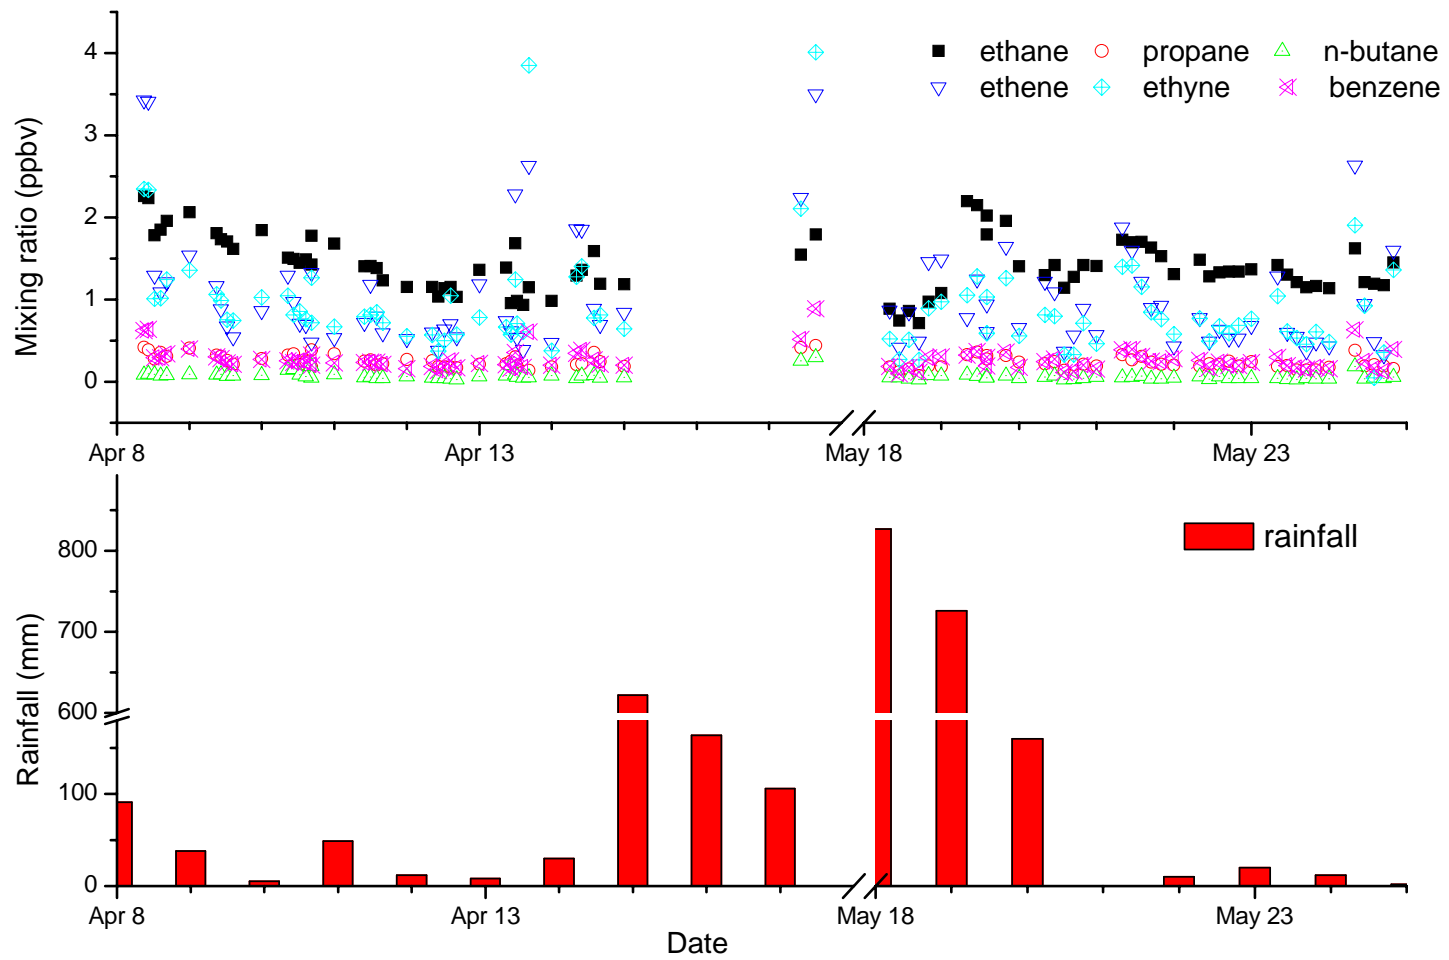 4
3
2
1
0
Mixing ratio (ppbv)
ethane propane n-butane
ethene ethyne benzene
Apr 8 Apr 13 May 18 May 23
800
700
600
100
0
Rainfall (mm)
rainfall
Apr 8 Apr 13 May 18 May 23
Date